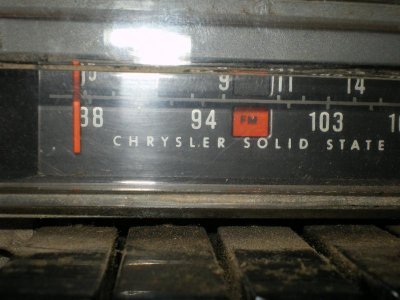 9 11 14
88 94 FM 103
CHRYSLER SOLID STATE